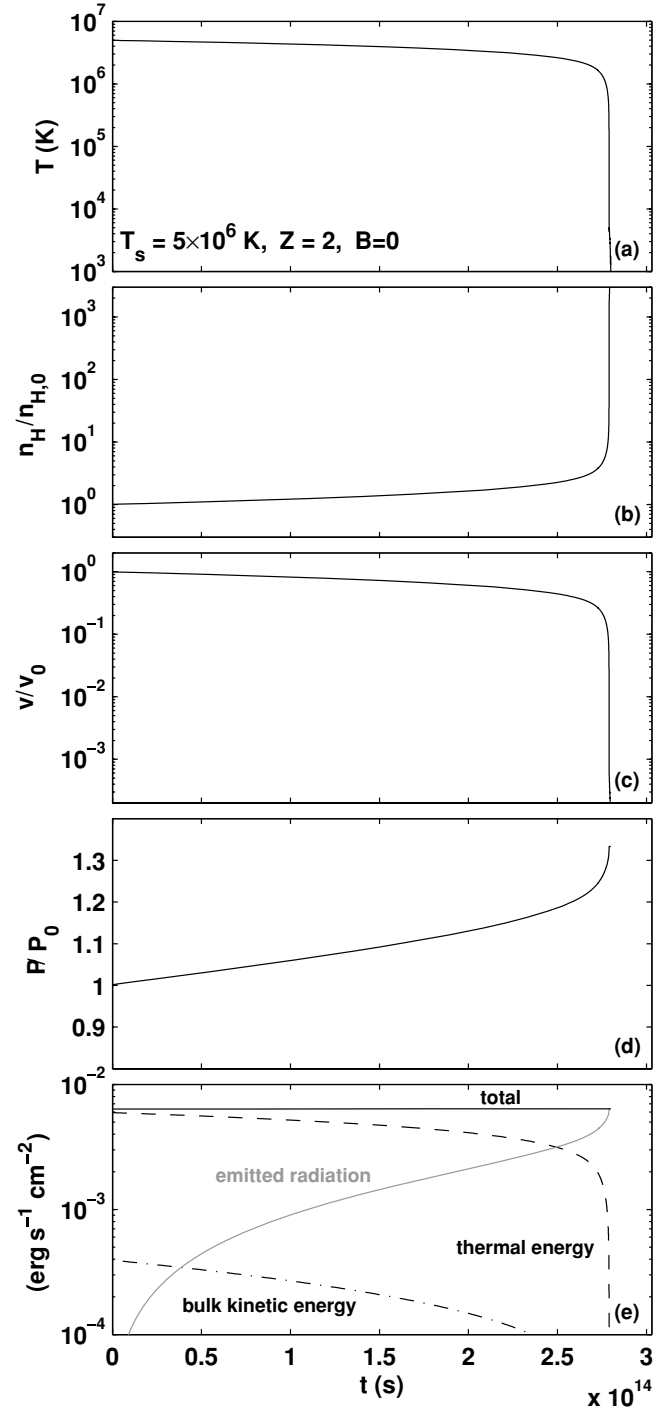 10^7
10^6
10^5
10^4
10^3
T (K)
T_s = 5×10^6 K, Z = 2, B=0
(a)
10^3
10^2
10^1
10^0
n_H/n_{H,0}
(b)
10^0
10^−1
10^−2
10^−3
v/v_0
(c)
1.3
1.2
1.1
1
0.9
P/P_0
(d)
10^−2
10^−2
10^−3
10^−4
(erg s^−1 cm^−2)
total
emitted radiation
thermal energy
bulk kinetic energy
(e)
0 0.5 1 1.5 2 2.5 3
t (s)
x 10^14